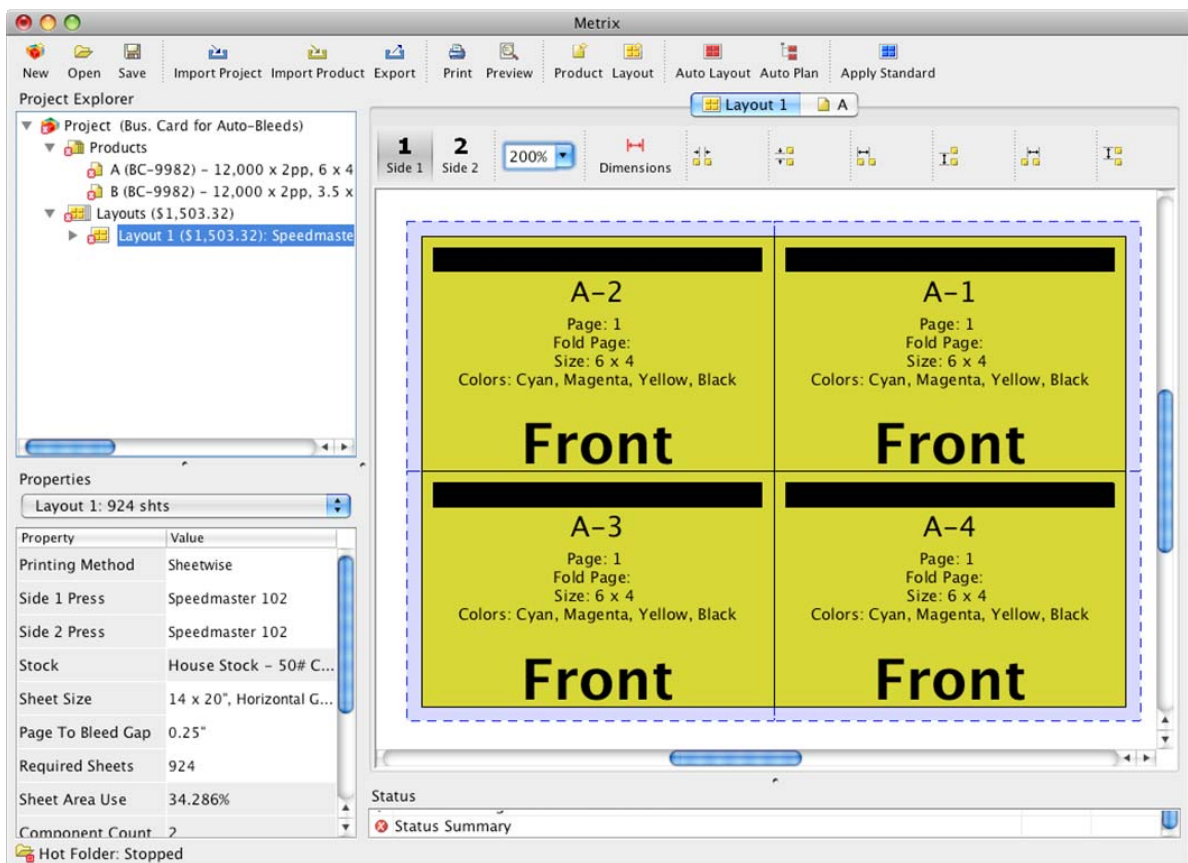 Metrix
New Open Save Import Project Import Product Export Print Preview Product Layout Auto Layout Auto Plan Apply Standard
Project Explorer
Project (Bus. Card for Auto-Bleeds)
Products
A (BC-9982) - 12,000 x 2pp, 6 x 4
B (BC-9982) - 12,000 x 2pp, 3.5 x
Layouts ($1,503.32)
Layout 1 ($1,503.32): Speedmaste
Properties
Layout 1: 924 shts
Property Value
Printing Method Sheetwise
Side 1 Press Speedmaster 102
Side 2 Press Speedmaster 102
Stock House Stock - 50# C...
Sheet Size 14 x 20", Horizontal G...
Page To Bleed Gap 0.25"
Required Sheets 924
Sheet Area Use 34.286%
Component Count 2
Hot Folder: Stopped
Layout 1 A
1 2
Side 1 Side 2 200% Dimensions
A-2
Page: 1
Fold Page:
Size: 6 x 4
Colors: Cyan, Magenta, Yellow, Black
Front
A-1
Page: 1
Fold Page:
Size: 6 x 4
Colors: Cyan, Magenta, Yellow, Black
Front
A-3
Page: 1
Fold Page:
Size: 6 x 4
Colors: Cyan, Magenta, Yellow, Black
Front
A-4
Page: 1
Fold Page:
Size: 6 x 4
Colors: Cyan, Magenta, Yellow, Black
Front
Status
Status Summary